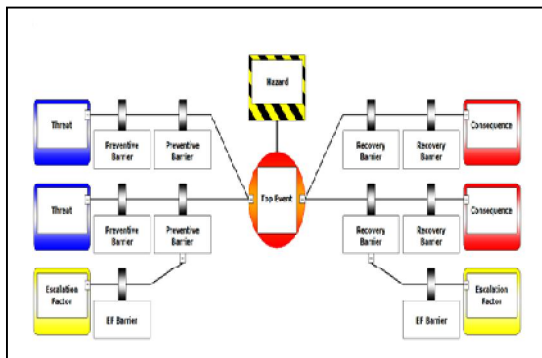 Hazard
Threat
Preventive
Barrier
Preventive
Barrier
Recovery
Barrier
Recovery
Barrier
Consequence
Top Event
Threat
Preventive
Barrier
Preventive
Barrier
Recovery
Barrier
Recovery
Barrier
Consequence
Escalation
Factor
EF Barrier
EF Barrier
Escalation
Factor